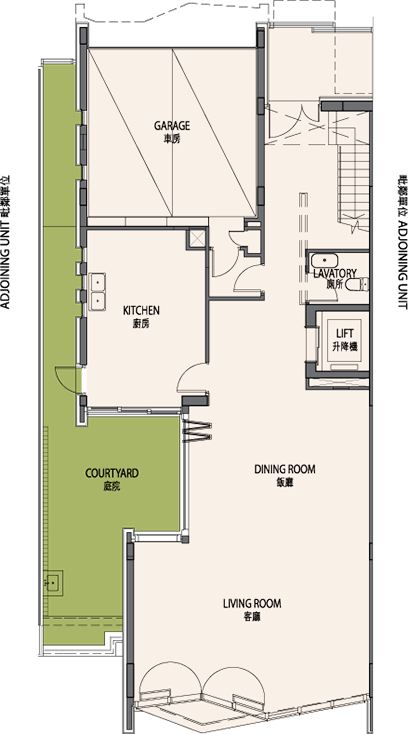 GARAGE
車房
ADJOINING UNIT 毗鄰單位
毗鄰單位 ADJOINING UNIT
LAVATORY
廁所
KITCHEN
廚房
LIFT
升降機
COURTYARD
庭院
DINING ROOM
飯廳
LIVING ROOM
客廳